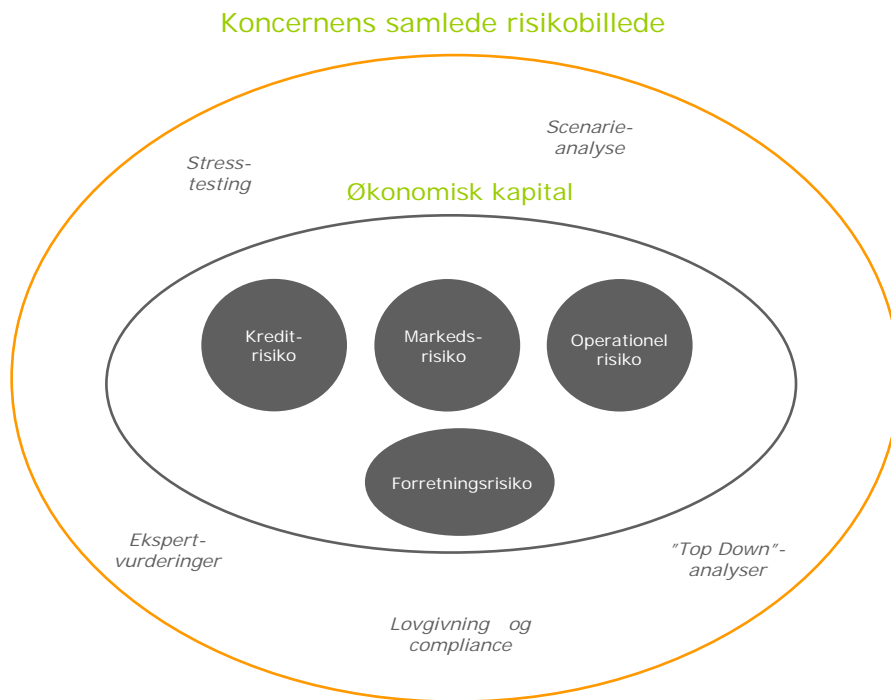 Koncernens samlede risikobillede
Scenarie-
analyse
Stress-
testing
Økonomisk kapital
Kredit-
risiko
Markeds-
risiko
Operationel
risiko
Forretningsrisiko
Ekspert-
vurderinger
"Top Down"-
analyser
Lovgivning og
compliance